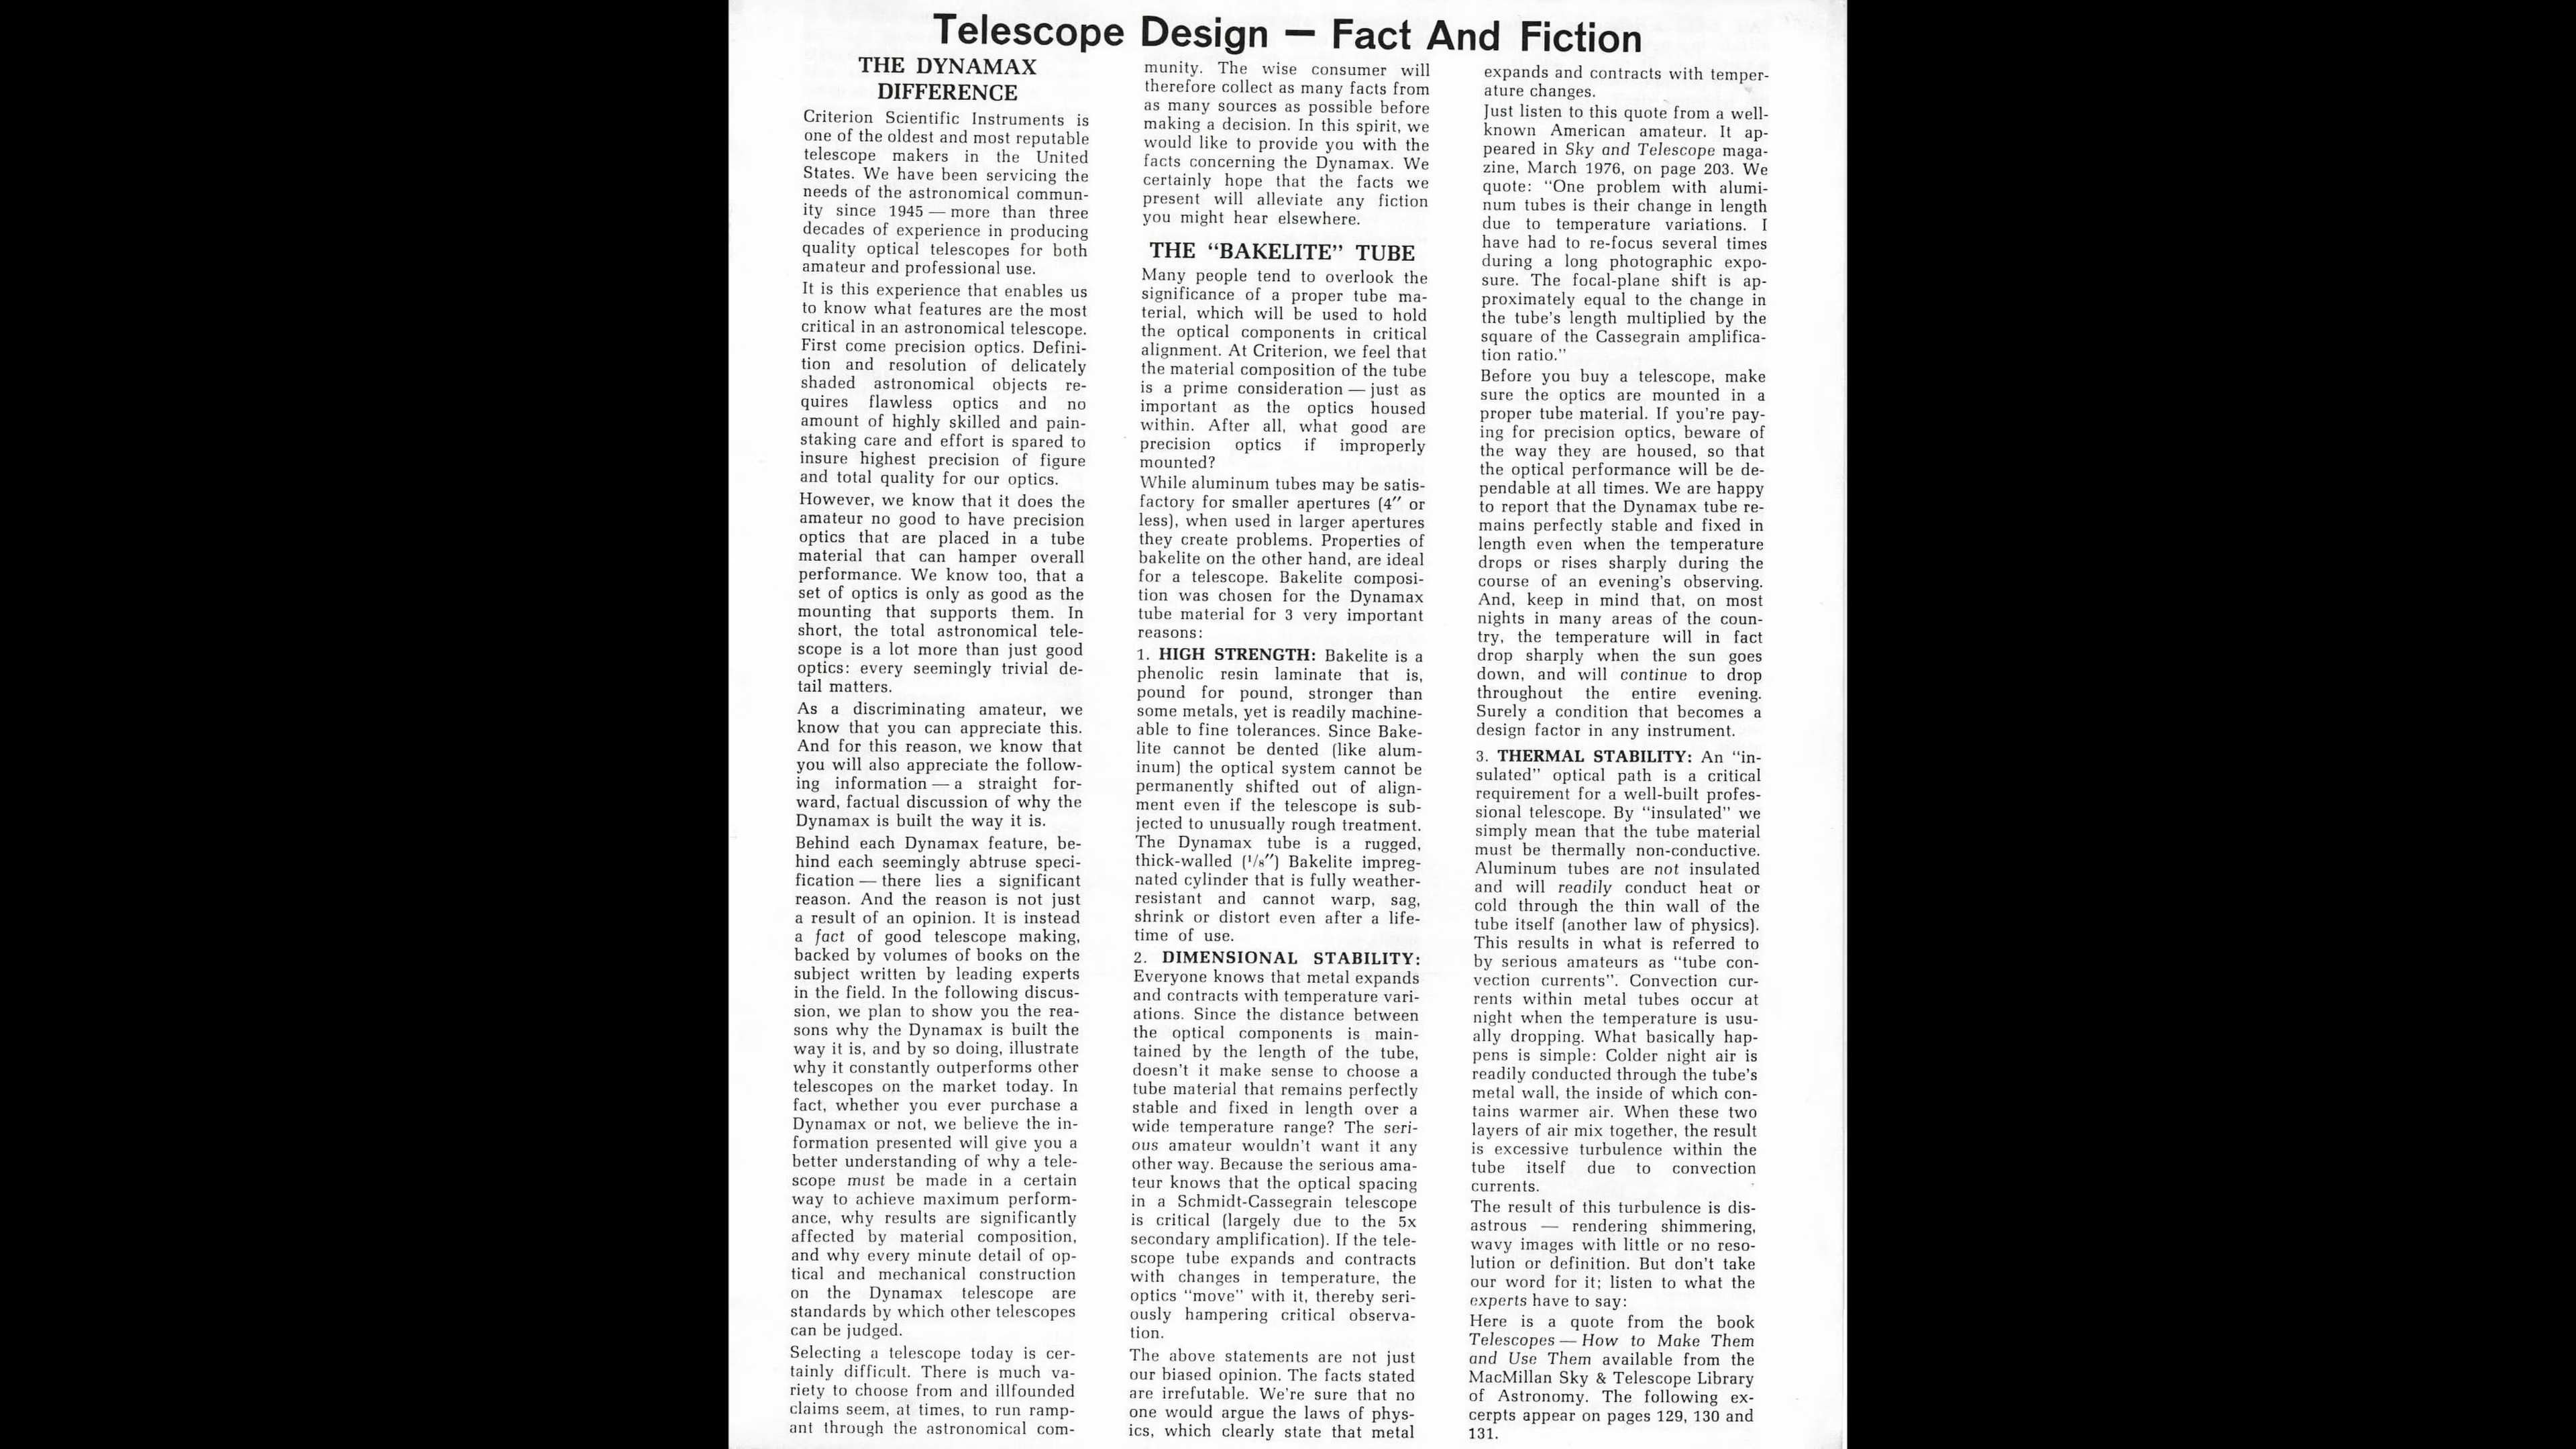 Telescope Design — Fact And Fiction
THE DYNAMAX
DIFFERENCE
Criterion Scientific Instruments is
one of the oldest and most reputable
telescope makers in the United
States. We have been servicing the
needs of the astronomical commun-
ity since 1945 — more than three
decades of experience in producing
quality optical telescopes for both
amateur and professional use.
It is this experience that enables us
to know what features are the most
critical in an astronomical telescope.
First come precision optics. Defini-
tion and resolution of delicately
shaded astronomical objects re-
quires flawless optics and no
amount of highly skilled and pain-
staking care and effort is spared to
insure highest precision of figure
and total quality for our optics.
However, we know that it does the
amateur no good to have precision
optics that are placed in a tube
material that can hamper overall
performance. We know too, that a
set of optics is only as good as the
mounting that supports them. In
short, the total astronomical tele-
scope is a lot more than just good
optics: every seemingly trivial de-
tail matters.
As a discriminating amateur, we
know that you can appreciate this.
And for this reason, we know that
you will also appreciate the follow-
ing information — a straight for-
ward, factual discussion of why the
Dynamax is built the way it is.
Behind each Dynamax feature, be-
hind each seemingly abtruse speci-
fication — there lies a significant
reason. And the reason is not just
a result of an opinion. It is instead
a fact of good telescope making,
backed by volumes of books on the
subject written by leading experts
in the field. In the following discus-
sion, we plan to show you the rea-
sons why the Dynamax is built the
way it is, and by so doing, illustrate
why it constantly outperforms other
telescopes on the market today. In
fact, whether you ever purchase a
Dynamax or not, we believe the in-
formation presented will give you a
better understanding of why a tele-
scope must be made in a certain
way to achieve maximum perform-
ance, why results are significantly
affected by material composition,
and why every minute detail of op-
tical and mechanical construction
on the Dynamax telescope are
standards by which other telescopes
can be judged.
Selecting a telescope today is cer-
tainly difficult. There is much va-
riety to choose from and illfounded
claims seem, at times, to run ramp-
ant through the astronomical com-
munity. The wise consumer will
therefore collect as many facts from
as many sources as possible before
making a decision. In this spirit, we
would like to provide you with the
facts concerning the Dynamax. We
certainly hope that the facts we
present will alleviate any fiction
you might hear elsewhere.
THE “BAKELITE” TUBE
Many people tend to overlook the
significance of a proper tube ma-
terial, which will be used to hold
the optical components in critical
alignment. At Criterion, we feel that
the material composition of the tube
is a prime consideration — just as
important as the optics housed
within. After all, what good are
precision optics if improperly
mounted?
While aluminum tubes may be satis-
factory for smaller apertures (4″ or
less), when used in larger apertures
they create problems. Properties of
bakelite on the other hand, are ideal
for a telescope. Bakelite composi-
tion was chosen for the Dynamax
tube material for 3 very important
reasons:
1. HIGH STRENGTH: Bakelite is a
phenolic resin laminate that is,
pound for pound, stronger than
some metals, yet is readily machine-
able to fine tolerances. Since Bake-
lite cannot be dented (like alum-
inum) the optical system cannot be
permanently shifted out of align-
ment even if the telescope is sub-
jected to unusually rough treatment.
The Dynamax tube is a rugged,
thick-walled (1/8″) Bakelite impreg-
nated cylinder that is fully weather-
resistant and cannot warp, sag,
shrink or distort even after a life-
time of use.
2. DIMENSIONAL STABILITY:
Everyone knows that metal expands
and contracts with temperature vari-
ations. Since the distance between
the optical components is main-
tained by the length of the tube,
doesn't it make sense to choose a
tube material that remains perfectly
stable and fixed in length over a
wide temperature range? The seri-
ous amateur wouldn't want it any
other way. Because the serious ama-
teur knows that the optical spacing
in a Schmidt-Cassegrain telescope
is critical (largely due to the 5x
secondary amplification). If the tele-
scope tube expands and contracts
with changes in temperature, the
optics “move” with it, thereby seri-
ously hampering critical observa-
tion.
The above statements are not just
our biased opinion. The facts stated
are irrefutable. We're sure that no
one would argue the laws of phys-
ics, which clearly state that metal
expands and contracts with temper-
ature changes.
Just listen to this quote from a well-
known American amateur. It ap-
peared in Sky and Telescope maga-
zine, March 1976, on page 203. We
quote: “One problem with alumi-
num tubes is their change in length
due to temperature variations. I
have had to re-focus several times
during a long photographic expo-
sure. The focal-plane shift is ap-
proximately equal to the change in
the tube's length multiplied by the
square of the Cassegrain amplifica-
tion ratio.”
Before you buy a telescope, make
sure the optics are mounted in a
proper tube material. If you're pay-
ing for precision optics, beware of
the way they are housed, so that
the optical performance will be de-
pendable at all times. We are happy
to report that the Dynamax tube re-
mains perfectly stable and fixed in
length even when the temperature
drops or rises sharply during the
course of an evening's observing.
And, keep in mind that, on most
nights in many areas of the coun-
try, the temperature will in fact
drop sharply when the sun goes
down, and will continue to drop
throughout the entire evening.
Surely a condition that becomes a
design factor in any instrument.
3. THERMAL STABILITY: An “in-
sulated” optical path is a critical
requirement for a well-built profes-
sional telescope. By “insulated” we
simply mean that the tube material
must be thermally non-conductive.
Aluminum tubes are not insulated
and will readily conduct heat or
cold through the thin wall of the
tube itself (another law of physics).
This results in what is referred to
by serious amateurs as “tube con-
vection currents”. Convection cur-
rents within metal tubes occur at
night when the temperature is usu-
ally dropping. What basically hap-
pens is simple: Colder night air is
readily conducted through the tube's
metal wall, the inside of which con-
tains warmer air. When these two
layers of air mix together, the result
is excessive turbulence within the
tube itself due to convection
currents.
The result of this turbulence is dis-
astrous — rendering shimmering,
wavy images with little or no reso-
lution or definition. But don't take
our word for it; listen to what the
experts have to say:
Here is a quote from the book
Telescopes — How to Make Them
and Use Them available from the
MacMillan Sky & Telescope Library
of Astronomy. The following ex-
cerpts appear on pages 129, 130 and
131.